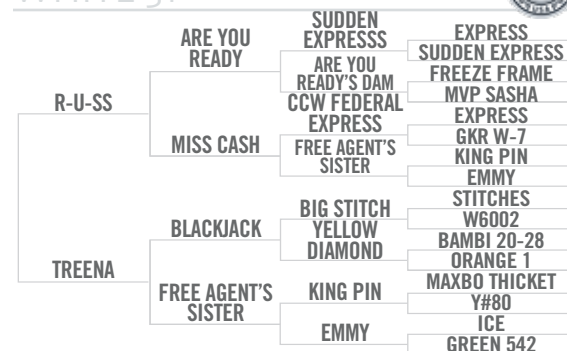 R-U-SS
TREENA
ARE YOU
READY
MISS CASH
BLACKJACK
FREE AGENT'S
SISTER
SUDDEN
EXPRESSS
ARE YOU
READY'S DAM
CCW FEDERAL
EXPRESS
FREE AGENT'S
SISTER
BIG STITCH
YELLOW
DIAMOND
KING PIN
EMMY
EXPRESS
SUDDEN EXPRESS
FREEZE FRAME
MVP SASHA
EXPRESS
GKR W-7
KING PIN
EMMY
STITCHES
W6002
BAMBI 20-28
ORANGE 1
MAXBO THICKET
Y#80
ICE
GREEN 542